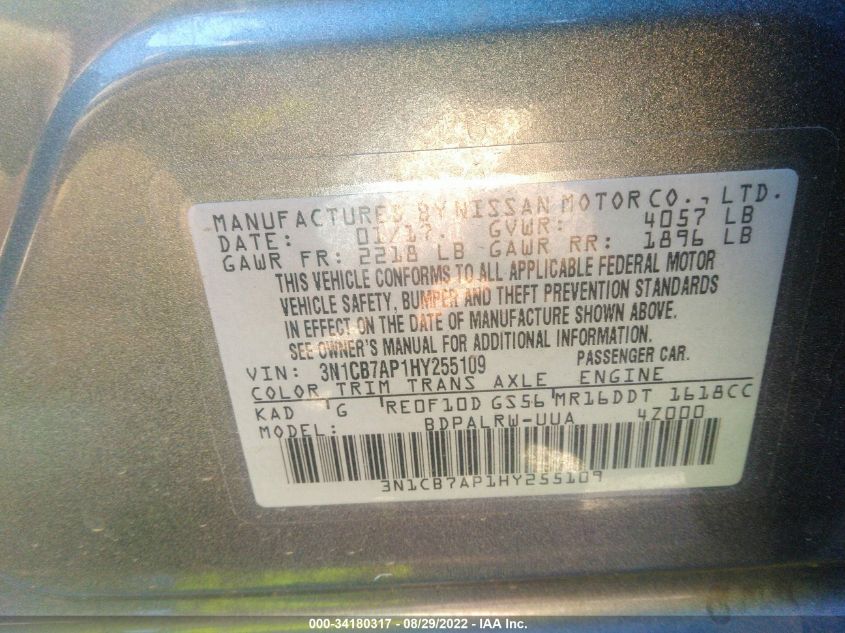 MANUFACTURED BY NISSAN MOTOR CO., LTD.
DATE: 01/17. GVWR: 4057 LB
GAWR FR: 2218 LB GAWR RR: 1896 LB
THIS VEHICLE CONFORMS TO ALL APPLICABLE FEDERAL MOTOR
VEHICLE SAFETY, BUMPER AND THEFT PREVENTION STANDARDS
IN EFFECT ON THE DATE OF MANUFACTURE SHOWN ABOVE.
SEE OWNER'S MANUAL FOR ADDITIONAL INFORMATION.
VIN: 3N1CB7AP1HY255109 PASSENGER CAR.
COLOR TRIM TRANS AXLE ENGINE
KAD G RE0F10D GS56 MR16DDT 1618CC
MODEL: BDPALRW-UUA 4Z000
3N1CB7AP1HY255109
000-34180317 - 08/29/2022 - IAA Inc.